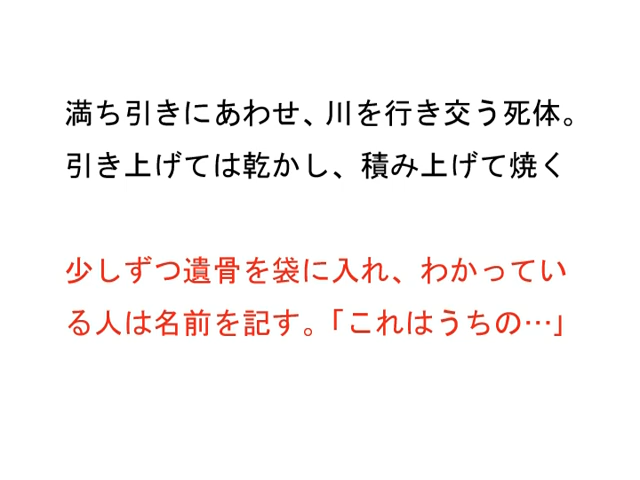 満ち引きにあわせ、川を行き交う死体。
引き上げては乾かし、積み上げて焼く
少しずつ遺骨を袋に入れ、わかってい
る人は名前を記す。「これはうちの…」